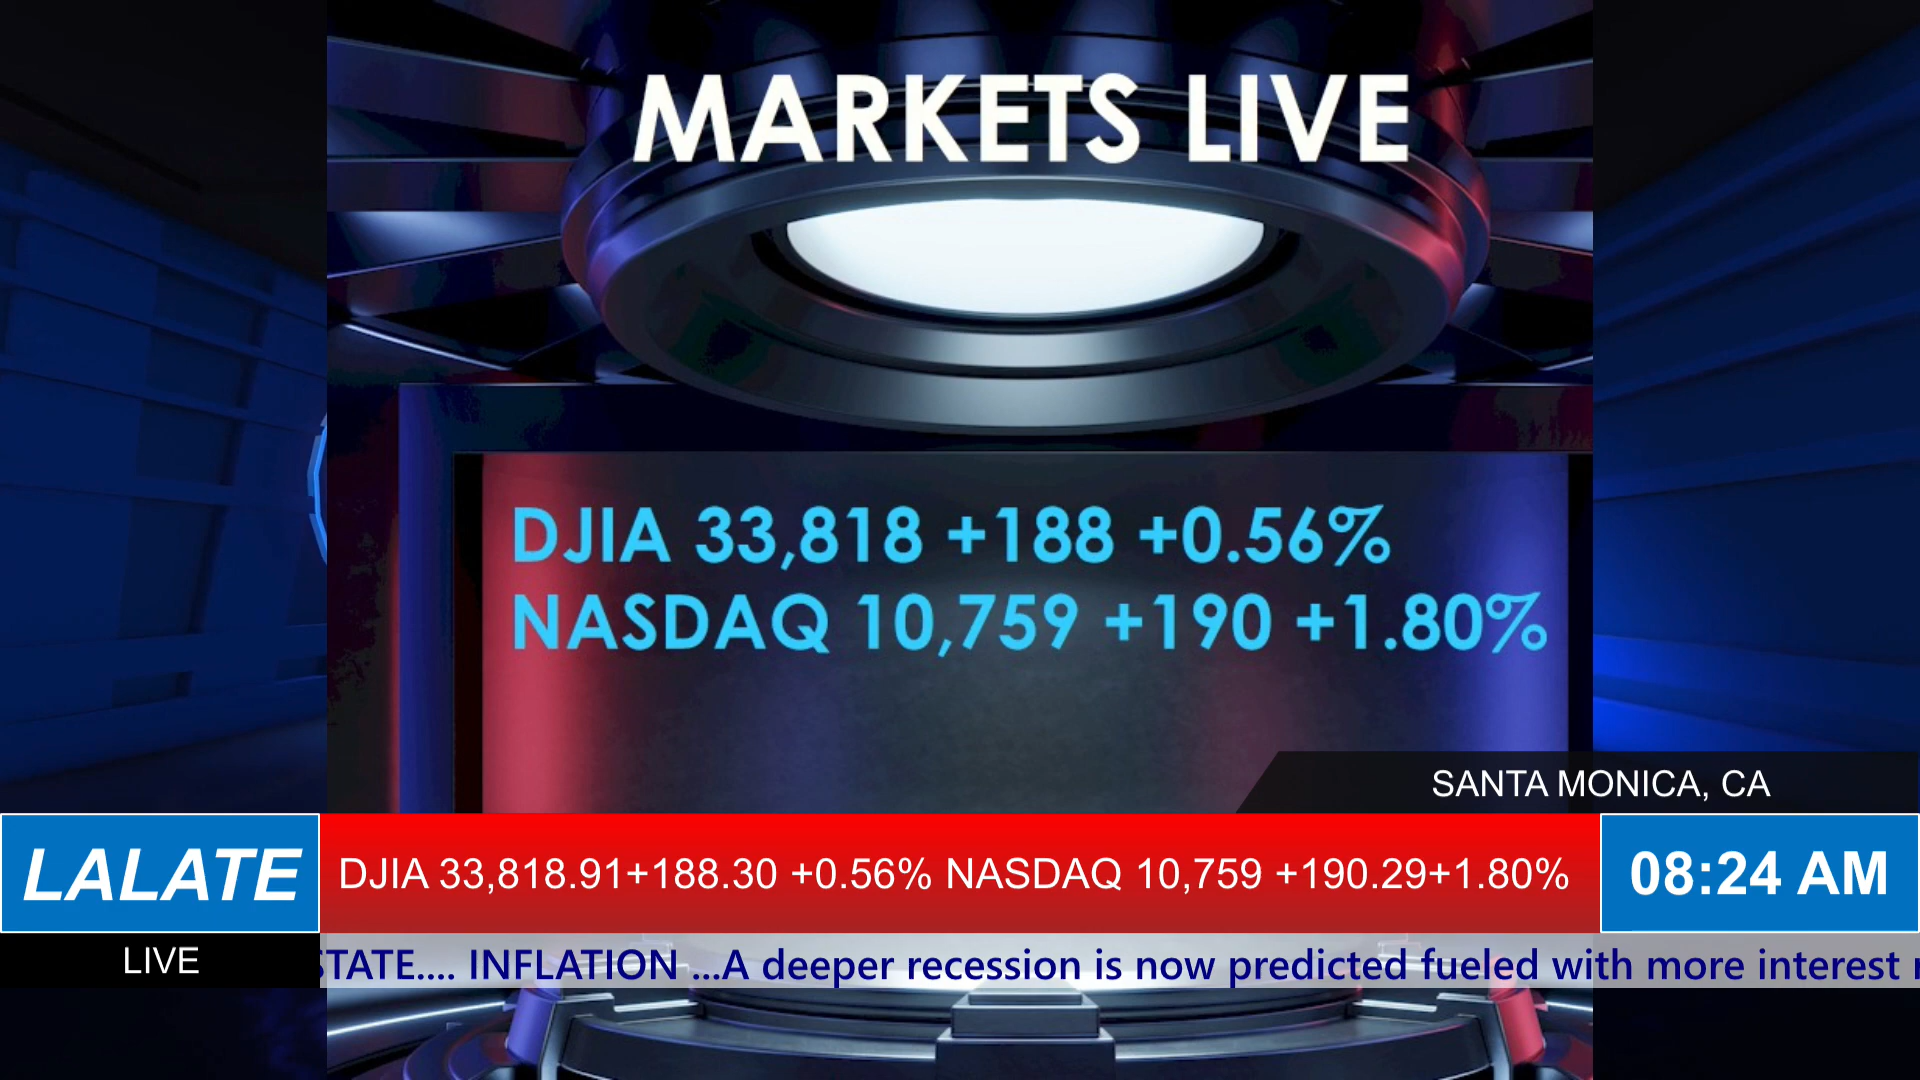 MARKETS LIVE
DJIA 33,818 +188 +0.56%
NASDAQ 10,759 +190 +1.80%
SANTA MONICA, CA
LALATE
DJIA 33,818.91+188.30 +0.56% NASDAQ 10,759 +190.29+1.80%
08:24 AM
LIVE
STATE.... INFLATION ...A deeper recession is now predicted fueled with more interest